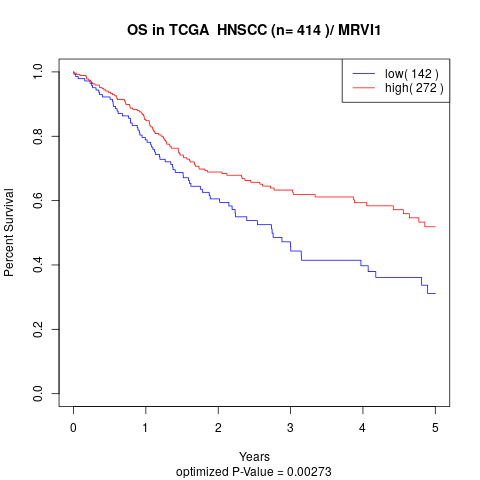 OS in TCGA  HNSCC (n= 414 )/ MRVI1
low( 142 )
high( 272 )
Percent Survival
1.0
0.8
0.6
0.4
0.2
0.0
0 1 2 3 4 5
Years
optimized P-Value = 0.00273